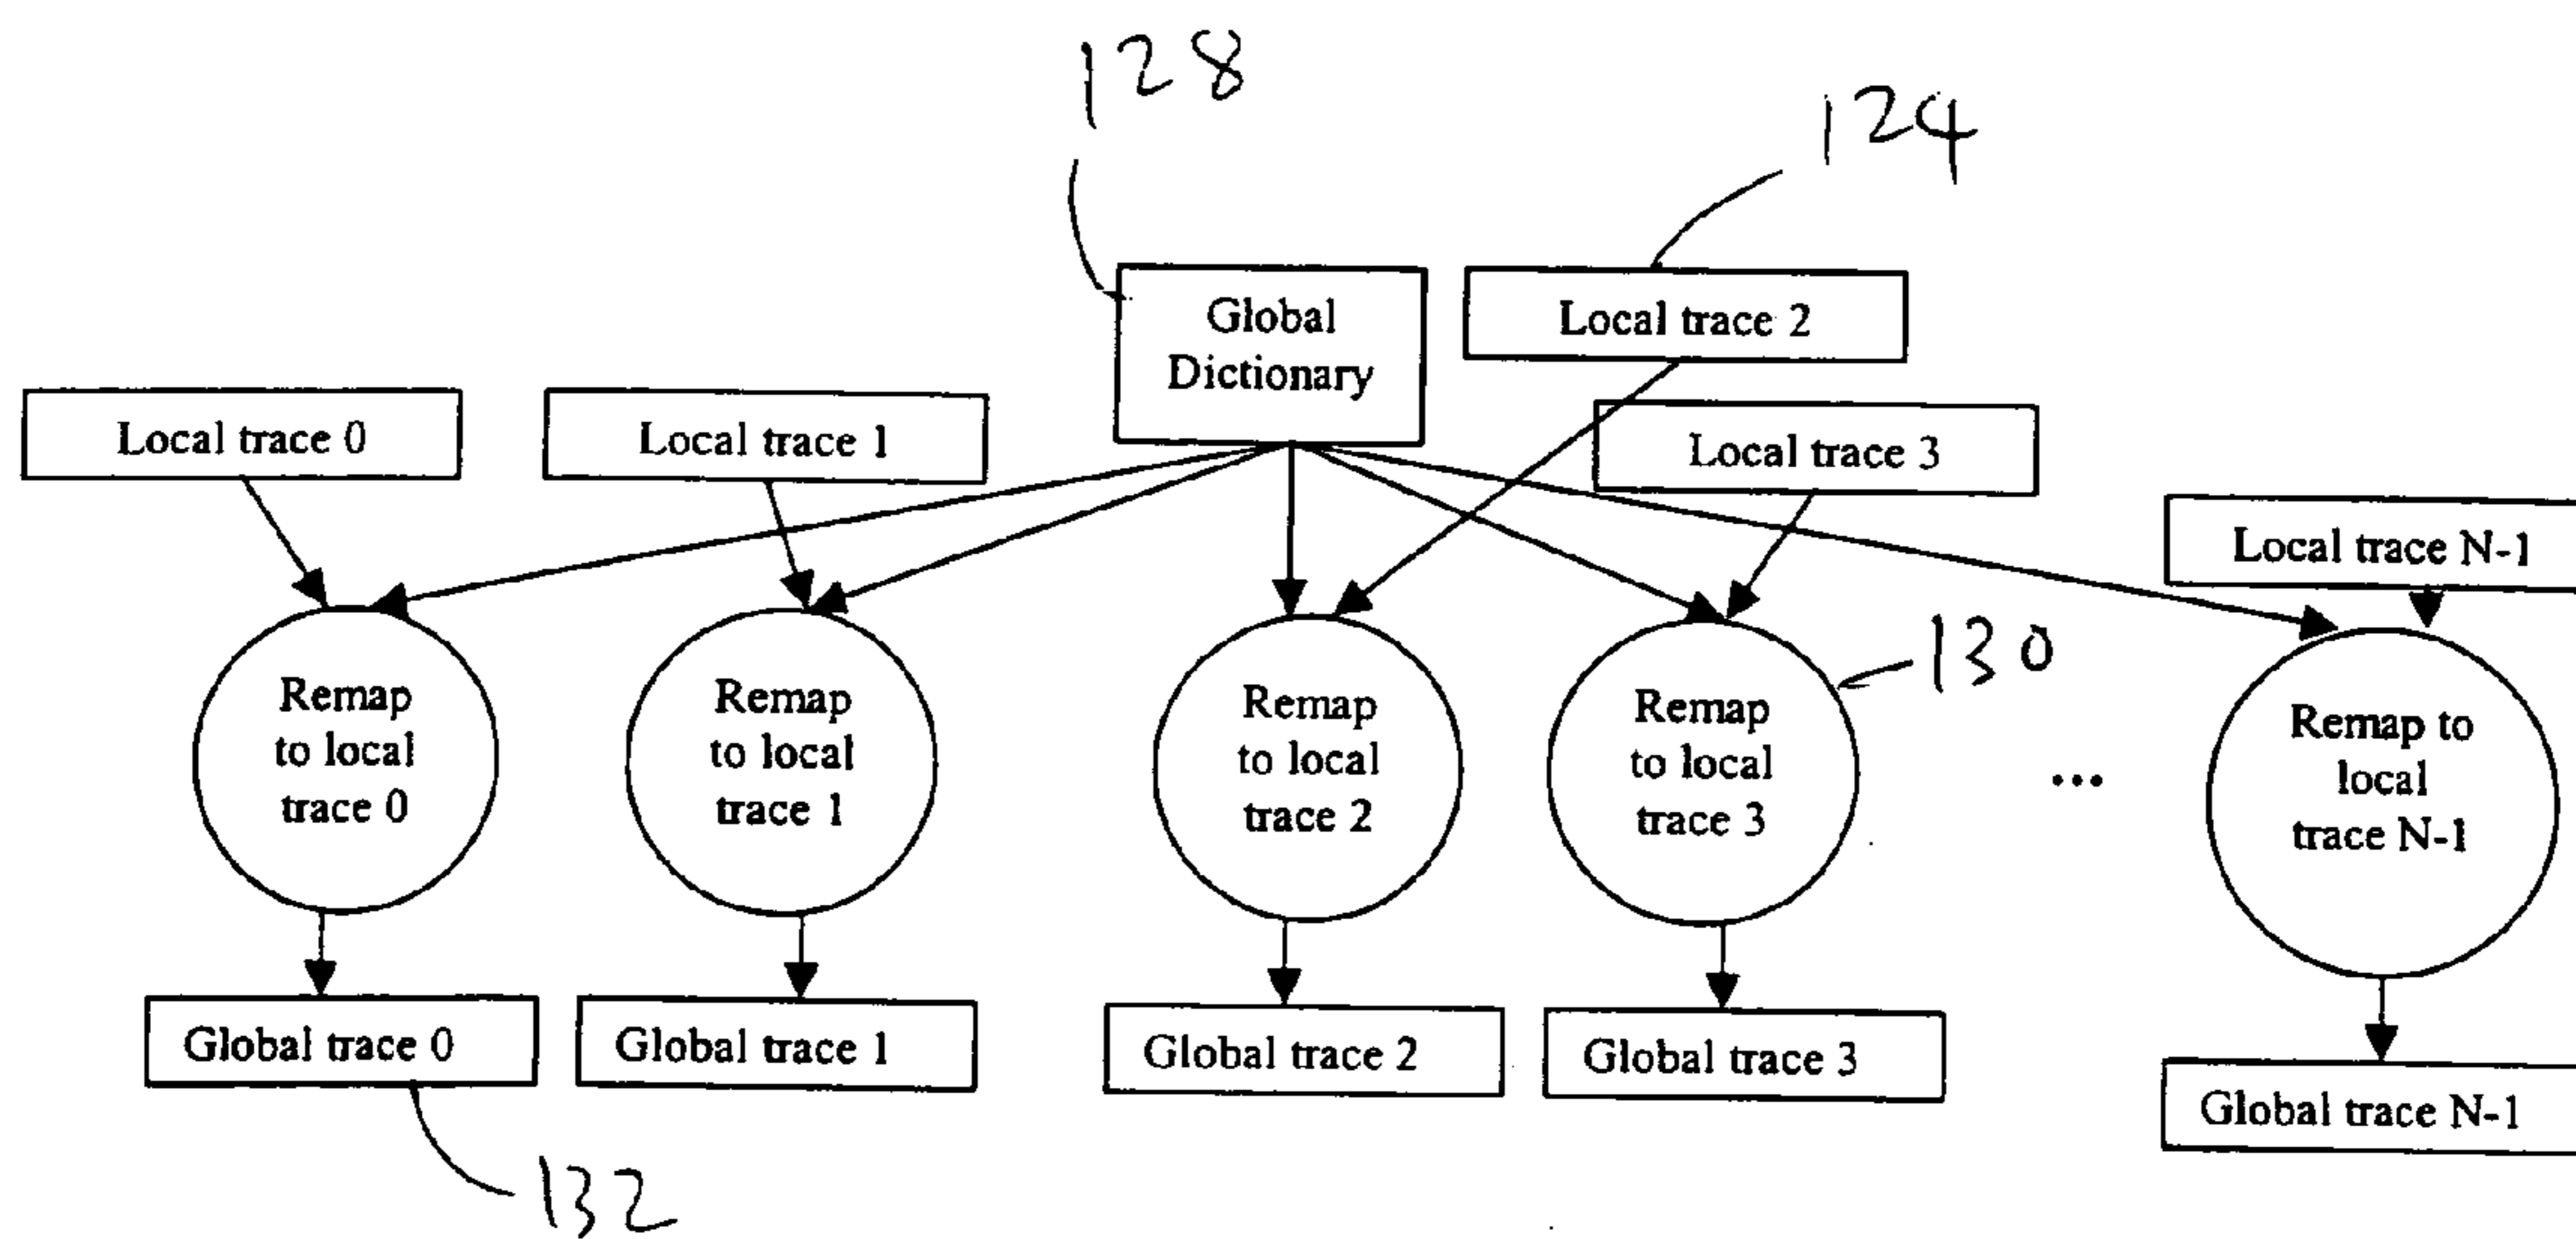 128
124
Global
Dictionary
Local trace 2
Local trace 0
Local trace 1
Local trace 3
Local trace N-1
130
Remap
to local
trace 0
Remap
to local
trace 1
Remap
to local
trace 2
Remap
to local
trace 3
...
Remap to
local
trace N-1
Global trace 0
Global trace 1
Global trace 2
Global trace 3
Global trace N-1
132